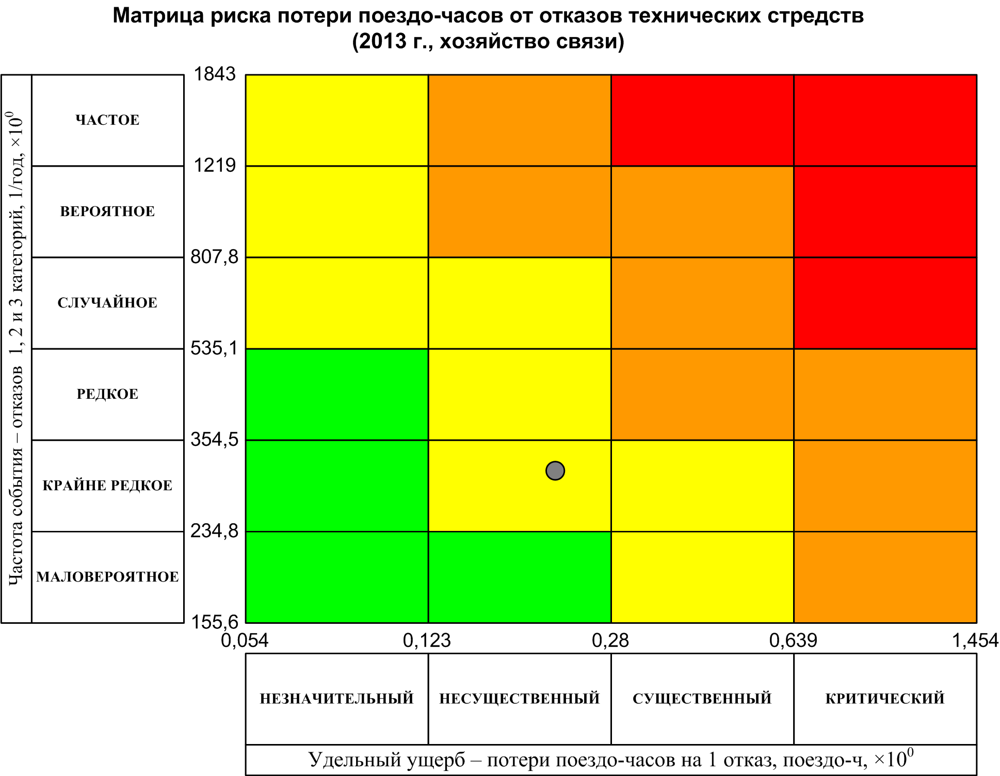 Матрица риска потери поездо-часов от отказов технических стредств
(2013 г., хозяйство связи)
Частота события – отказов 1, 2 и 3 категорий, 1/год, ×10⁰
1843
ЧАСТОЕ
1219
ВЕРОЯТНОЕ
807,8
СЛУЧАЙНОЕ
535,1
РЕДКОЕ
354,5
КРАЙНЕ РЕДКОЕ
234,8
МАЛОВЕРОЯТНОЕ
155,6
0,054 0,123 0,28 0,639 1,454
НЕЗНАЧИТЕЛЬНЫЙ НЕСУЩЕСТВЕННЫЙ СУЩЕСТВЕННЫЙ КРИТИЧЕСКИЙ
Удельный ущерб – потери поездо-часов на 1 отказ, поездо-ч, ×10⁰